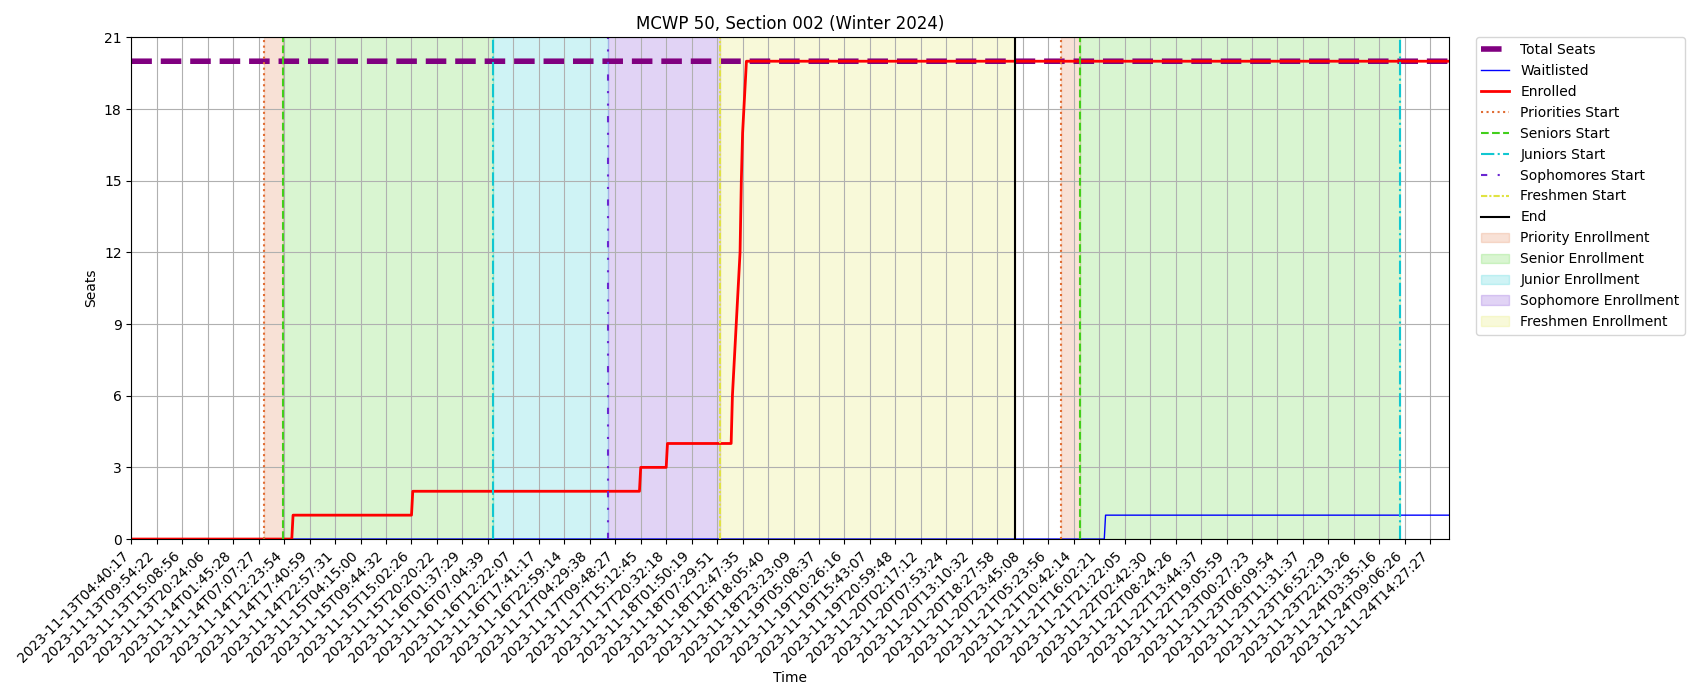 MCWP 50, Section 002 (Winter 2024)
21
18
15
12
9
6
3
0
Seats
2023-11-13T04:40:17
2023-11-13T09:54:22
2023-11-13T15:08:56
2023-11-13T20:24:06
2023-11-14T01:45:28
2023-11-14T07:07:27
2023-11-14T12:23:54
2023-11-14T17:40:59
2023-11-14T22:57:31
2023-11-15T04:15:00
2023-11-15T09:44:32
2023-11-15T15:02:26
2023-11-15T20:20:22
2023-11-16T01:37:29
2023-11-16T07:04:39
2023-11-16T12:22:07
2023-11-16T17:41:17
2023-11-16T22:59:14
2023-11-17T04:29:38
2023-11-17T09:48:27
2023-11-17T15:12:45
2023-11-17T20:32:18
2023-11-18T01:50:19
2023-11-18T07:29:51
2023-11-18T12:47:35
2023-11-18T18:05:40
2023-11-18T23:23:09
2023-11-19T05:08:37
2023-11-19T10:26:16
2023-11-19T15:43:07
2023-11-19T20:59:48
2023-11-20T02:17:12
2023-11-20T07:53:24
2023-11-20T13:10:32
2023-11-20T18:27:58
2023-11-20T23:45:08
2023-11-21T05:23:56
2023-11-21T10:42:14
2023-11-21T16:02:21
2023-11-21T21:22:05
2023-11-22T02:42:30
2023-11-22T08:24:26
2023-11-22T13:44:37
2023-11-22T19:05:59
2023-11-23T00:27:23
2023-11-23T06:09:54
2023-11-23T11:31:37
2023-11-23T16:52:29
2023-11-23T22:13:26
2023-11-24T03:35:16
2023-11-24T09:06:26
2023-11-24T14:27:27
Time
Total Seats
Waitlisted
Enrolled
Priorities Start
Seniors Start
Juniors Start
Sophomores Start
Freshmen Start
End
Priority Enrollment
Senior Enrollment
Junior Enrollment
Sophomore Enrollment
Freshmen Enrollment